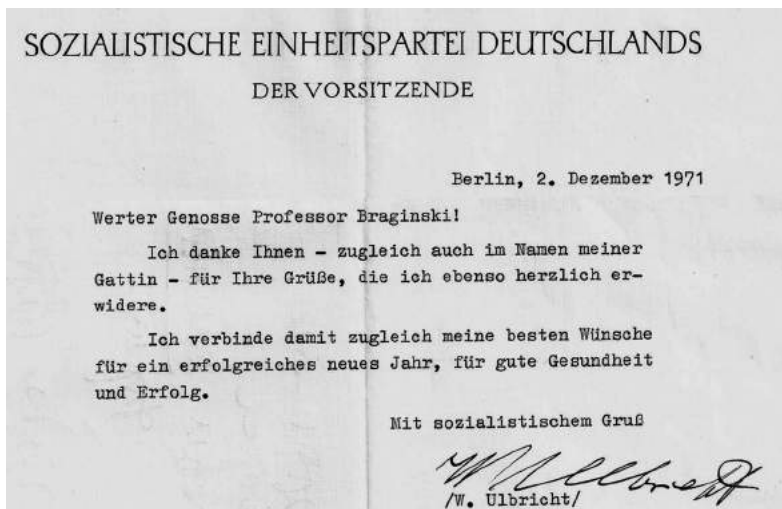 SOZIALISTISCHE EINHEITSPARTEI DEUTSCHLANDS
DER VORSITZENDE
Berlin, 2. Dezember 1971
Werter Genosse Professor Braginski!
Ich danke Ihnen - zugleich auch im Namen meiner
Gattin - für Ihre Grüße, die ich ebenso herzlich er-
widere.
Ich verbinde damit zugleich meine besten Wünsche
für ein erfolgreiches neues Jahr, für gute Gesundheit
und Erfolg.
Mit sozialistischem Gruß
W Ulbricht
/W. Ulbricht/